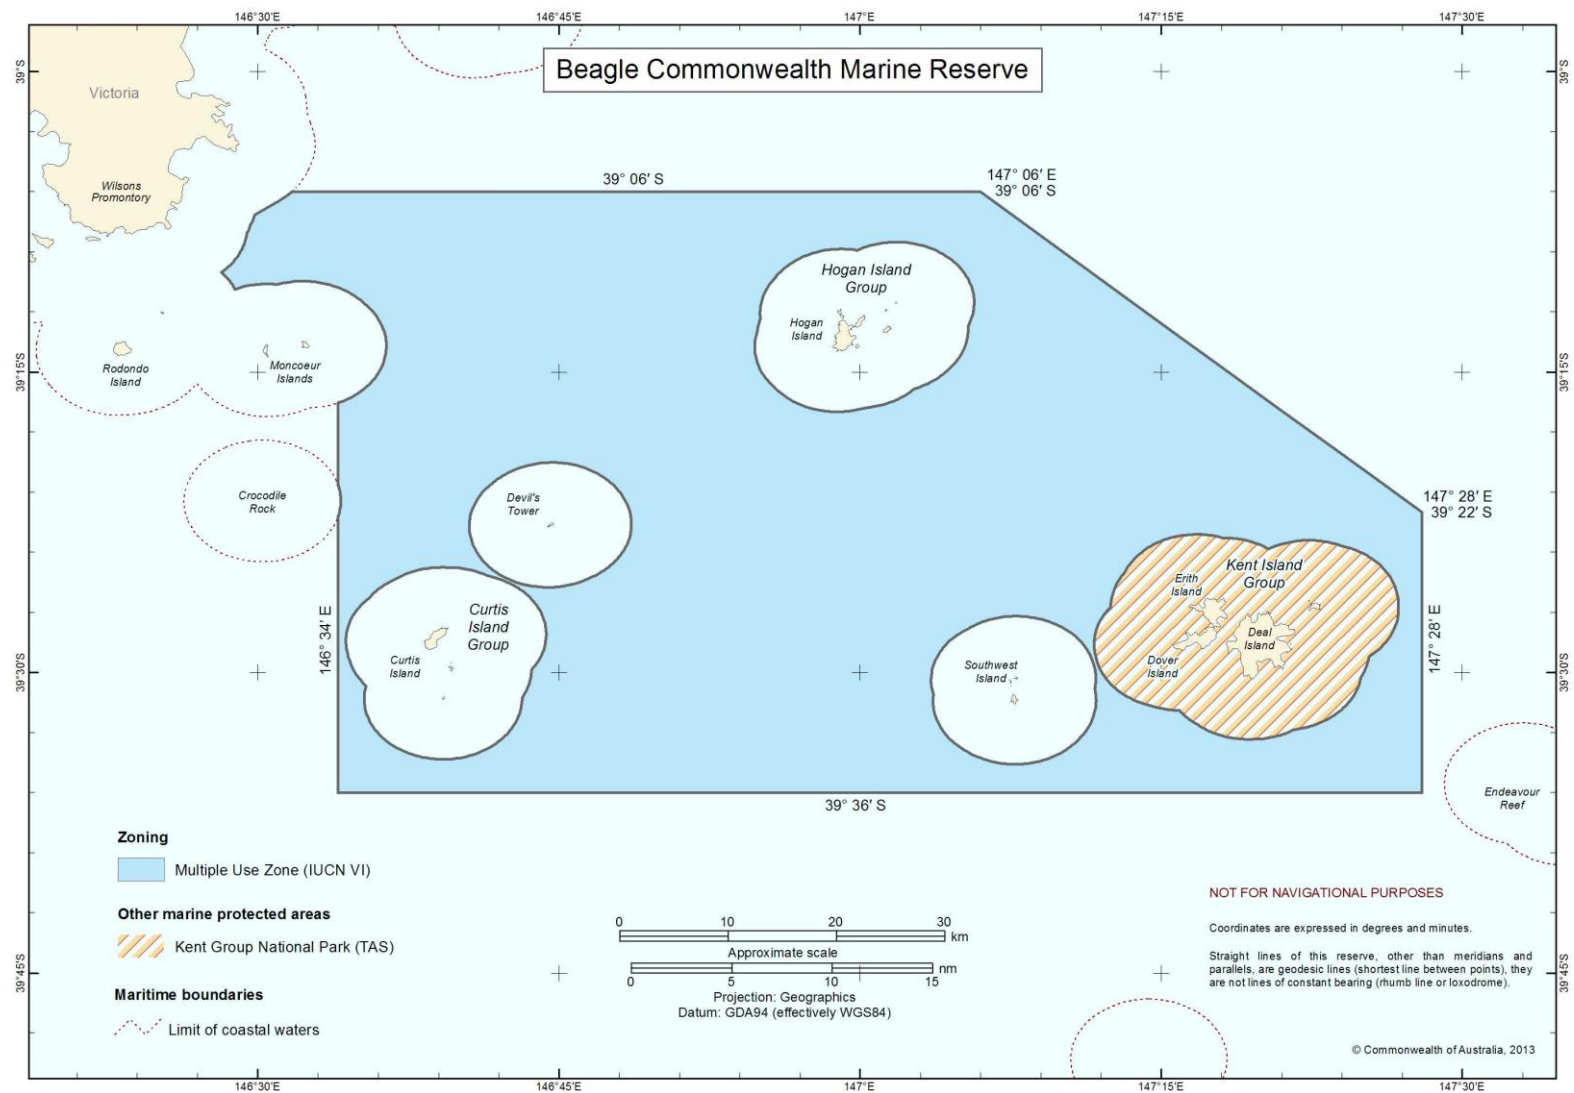 146°30'E 146°45'E 147°E 147°15'E 147°30'E
39°S 39°S
Beagle Commonwealth Marine Reserve
Victoria
Wilsons
Promontory
39° 06' S
147° 06' E
39° 06' S
Hogan Island
Group
Hogan
Island
Rodondo
Island
Moncoeur
Islands
39°15'S 39°15'S
Crocodile
Rock
Devil's
Tower
147° 28' E
39° 22' S
Curtis
Island
Group
Curtis
Island
146° 34' E
Kent Island
Group
Erith
Island
Deal
Island
Dover
Island
Southwest
Island
147° 28' E
39°30'S 39°30'S
39° 36' S
Endeavour
Reef
Zoning
Multiple Use Zone (IUCN VI)
Other marine protected areas
Kent Group National Park (TAS)
Maritime boundaries
Limit of coastal waters
0 10 20 30
km
Approximate scale
nm
0 5 10 15
Projection: Geographics
Datum: GDA94 (effectively WGS84)
NOT FOR NAVIGATIONAL PURPOSES
Coordinates are expressed in degrees and minutes.
Straight lines of this reserve, other than meridians and
parallels, are geodesic lines (shortest line between points), they
are not lines of constant bearing (rhumb line or loxodrome).
39°45'S 39°45'S
© Commonwealth of Australia, 2013
146°30'E 146°45'E 147°E 147°15'E 147°30'E